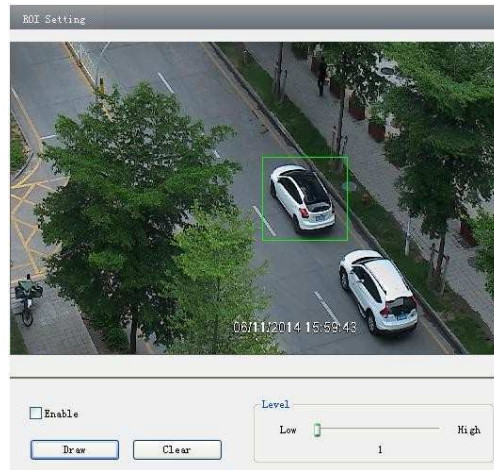 ROI Setting
06/11/2014 15:59:43
Enable
Draw
Clear
Level
Low
High
1